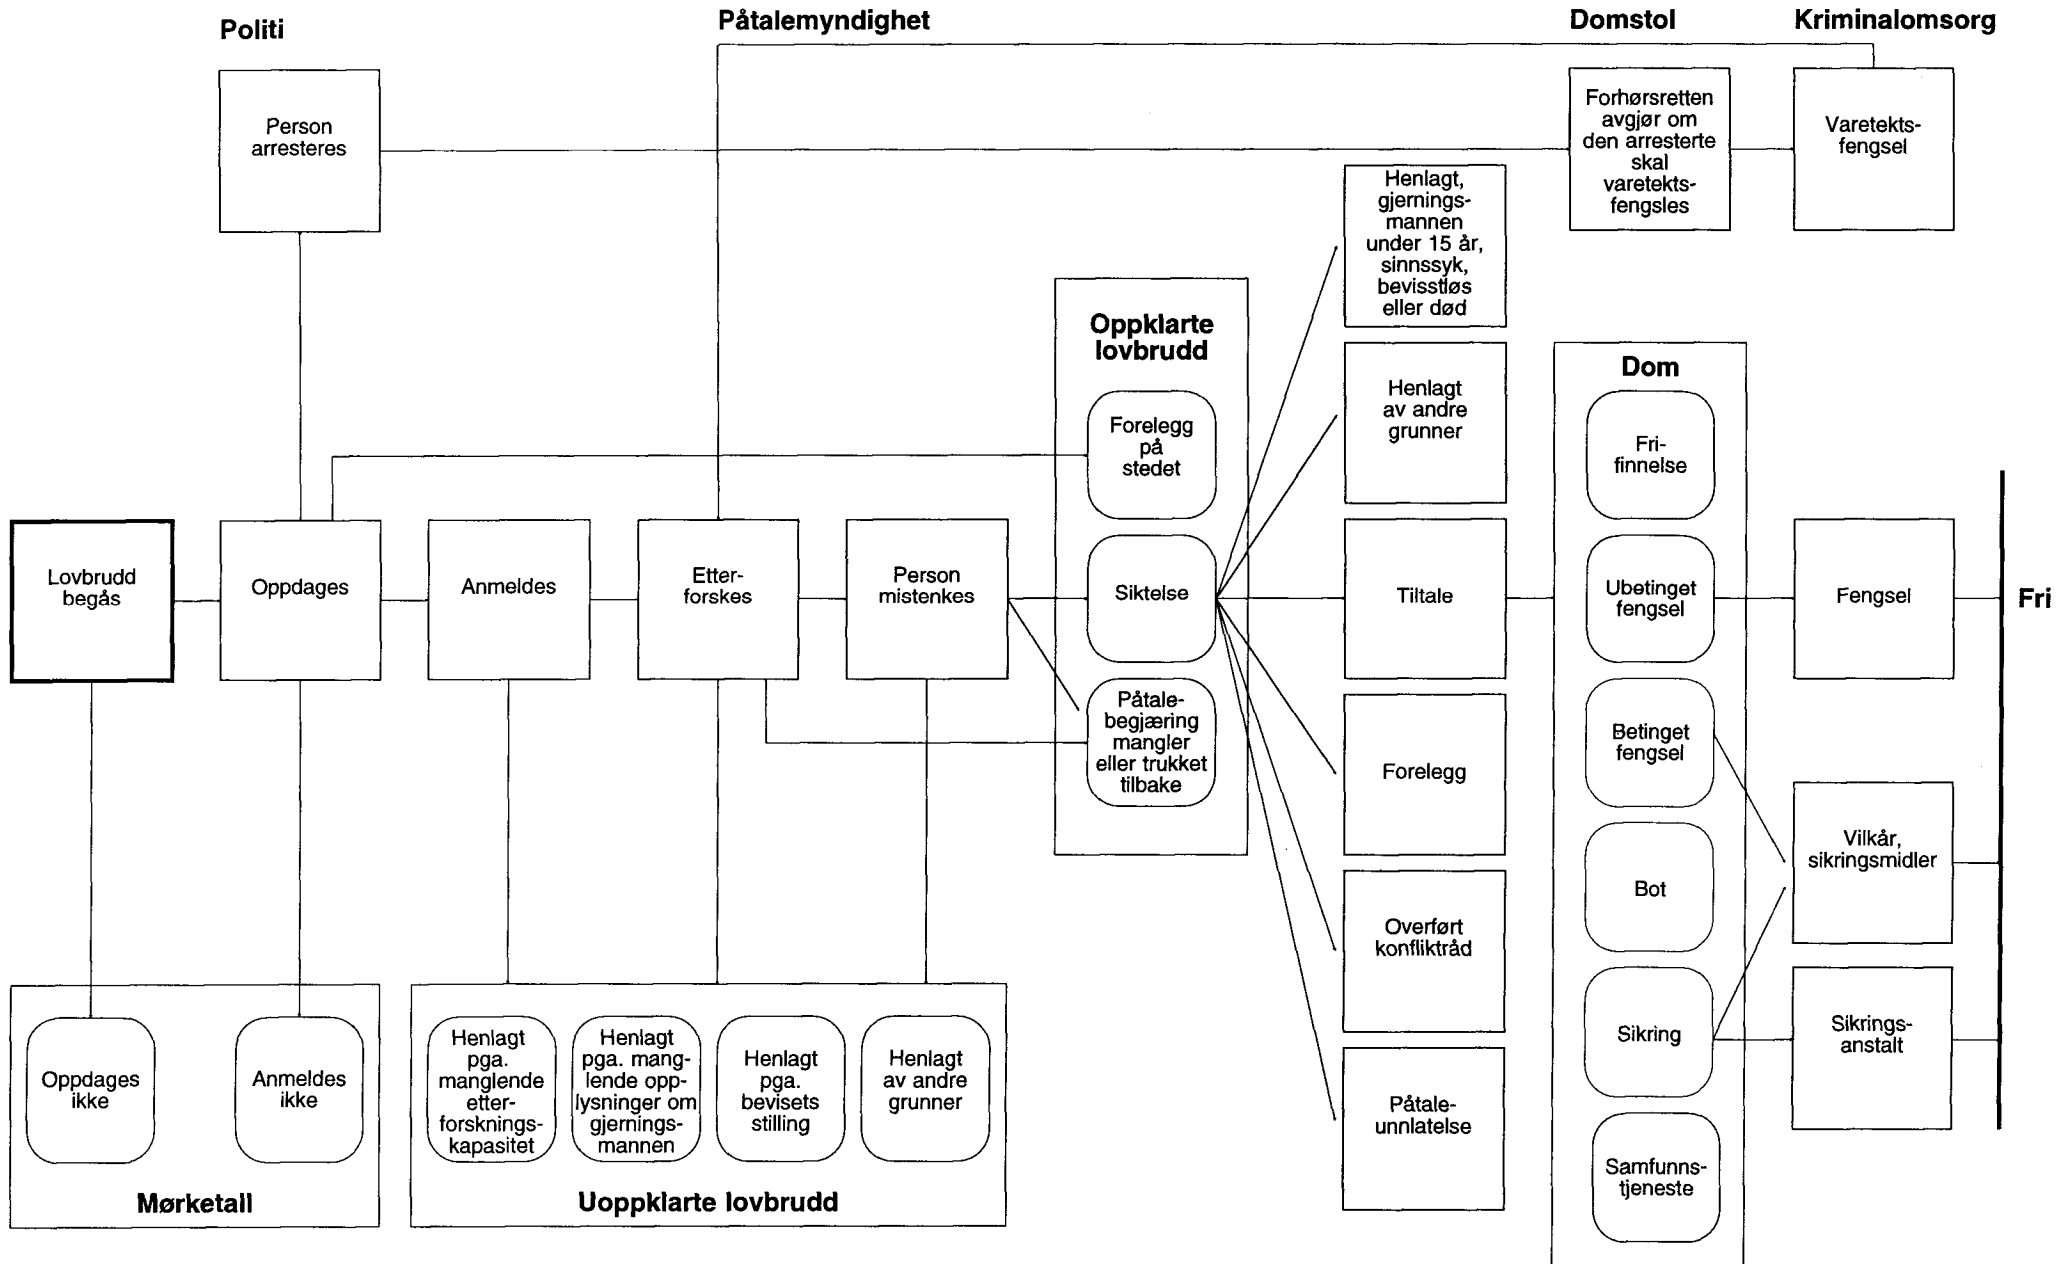 Politi
Påtalemyndighet
Domstol
Kriminalomsorg
Person
arresteres
Forhørsretten
avgjør om
den arresterte
skal
varetekts-
fengsles
Varetekts-
fengsel
Henlagt,
gjernings-
mannen
under 15 år,
sinnssyk,
bevisstløs
eller død
Oppklarte
lovbrudd
Forelegg
på
stedet
Siktelse
Påtale-
begjæring
mangler
eller trukket
tilbake
Henlagt
av andre
grunner
Tiltale
Forelegg
Overført
konfliktråd
Påtale-
unnlatelse
Dom
Fri-
finnelse
Ubetinget
fengsel
Betinget
fengsel
Bot
Sikring
Samfunns-
tjeneste
Fengsel
Vilkår,
sikringsmidler
Sikrings-
anstalt
Fri
Lovbrudd
begås
Oppdages
Anmeldes
Etter-
forskes
Person
mistenkes
Oppdages
ikke
Anmeldes
ikke
Mørketall
Henlagt
pga.
manglende
etter-
forsknings-
kapasitet
Henlagt
pga. mang-
lende opp-
lysninger om
gjernings-
mannen
Henlagt
pga.
bevisets
stilling
Henlagt
av andre
grunner
Uoppklarte lovbrudd